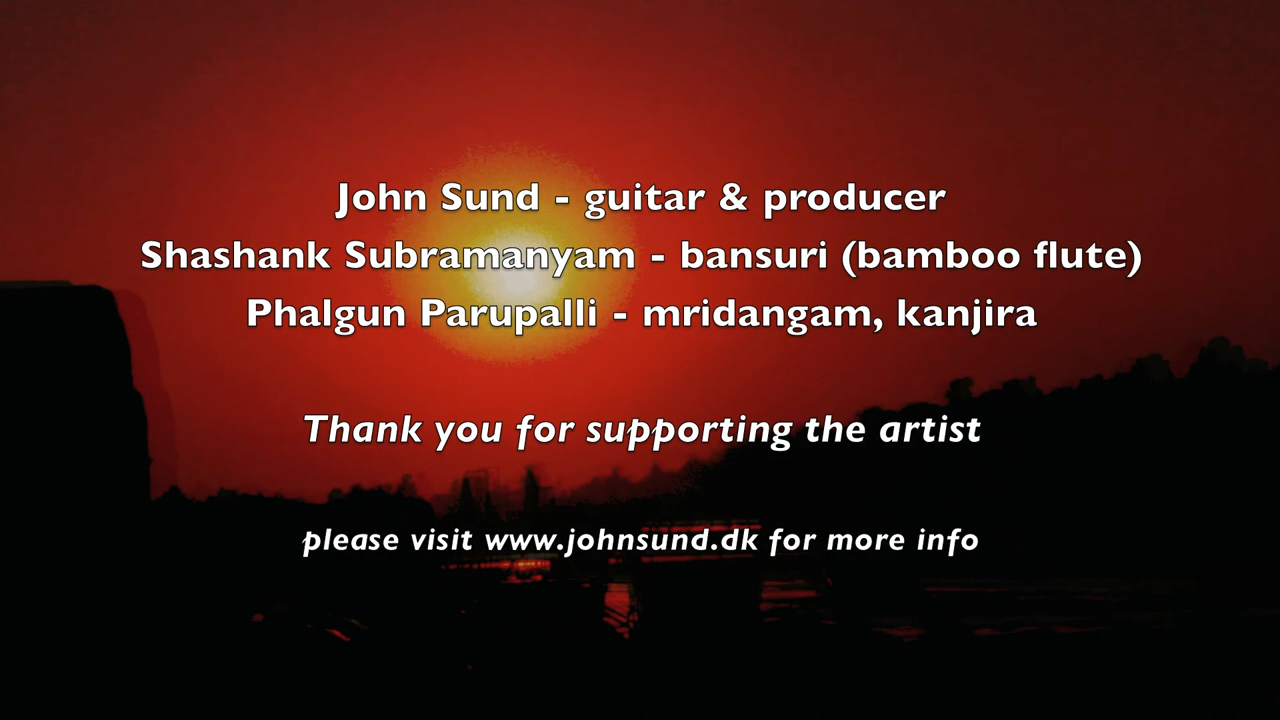 John Sund - guitar & producer
Shashank Subramanyam - bansuri (bamboo flute)
Phalgun Parupalli - mridangam, kanjira
Thank you for supporting the artist
please visit www.johnsund.dk for more info